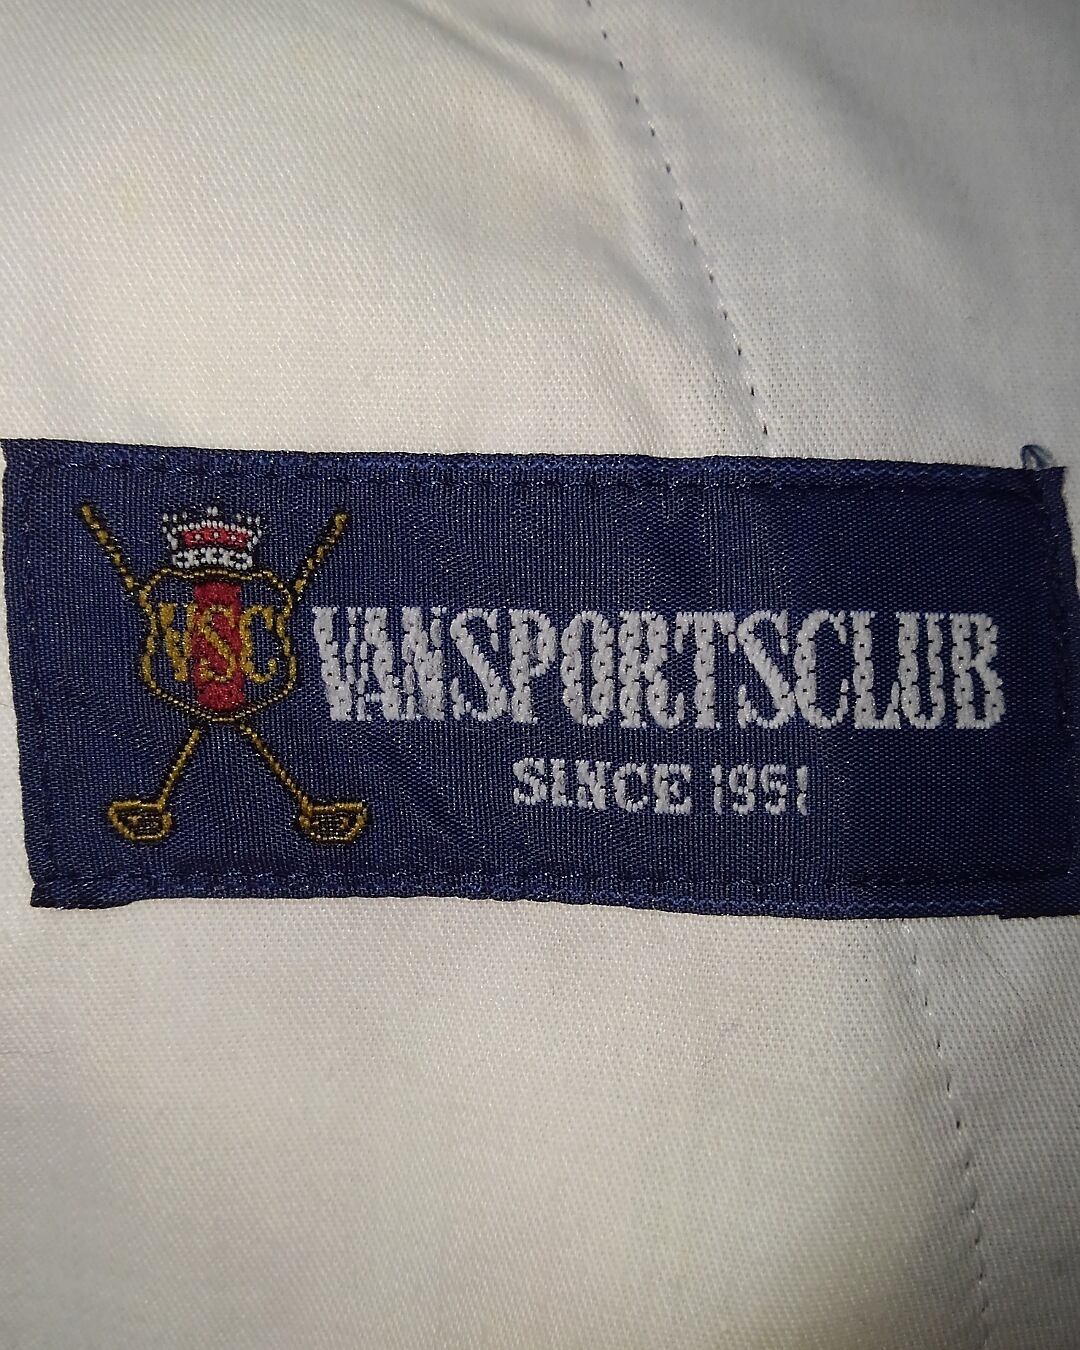 VSC
VANSPORTSCLUB
SINCE 1951